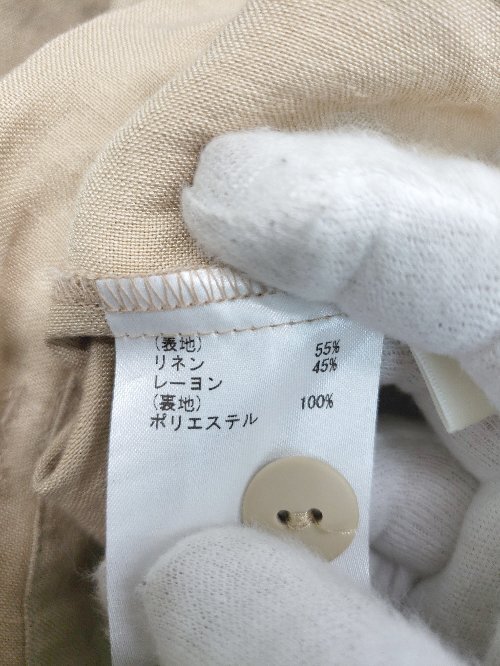 (表地)
リネン 55%
レーヨン 45%
(裏地)
ポリエステル 100%